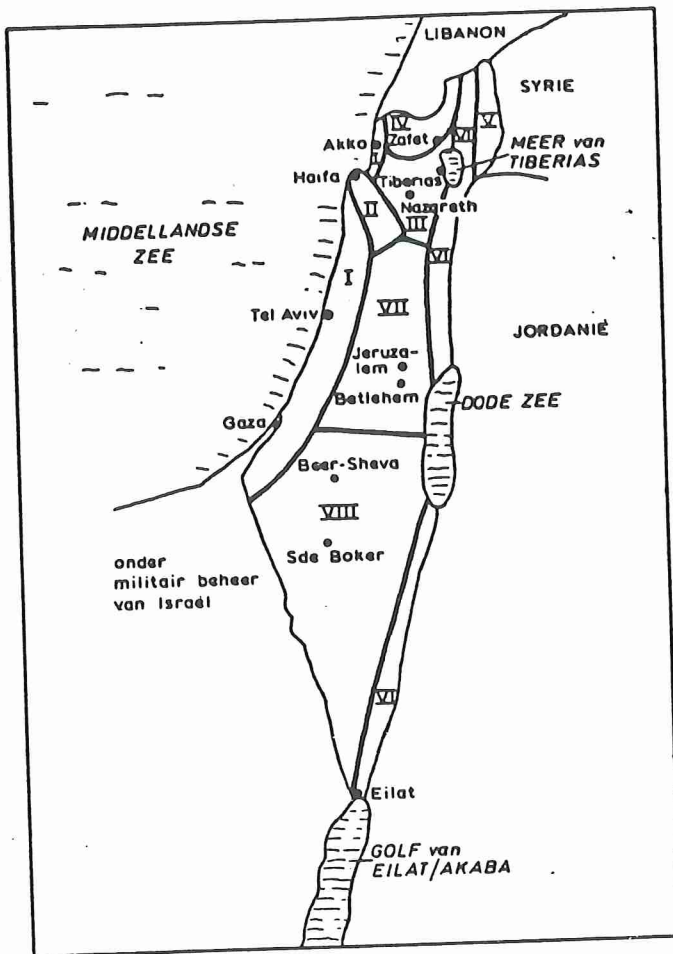 LIBANON
SYRIE
IV
VI
V
Akko
Zafet
I
MEER van
TIBERIAS
Haifa
Tiberias
Nazareth
II
III
MIDDELLANDSE
ZEE
VI
I
VII
Tel Aviv
JORDANIË
Jeruza-
lem
Betlehem
DODE ZEE
Gaza
Beer-Sheva
VIII
Sde Boker
onder
militair beheer
van Israël
VI
Eilat
GOLF van
EILAT/AKABA